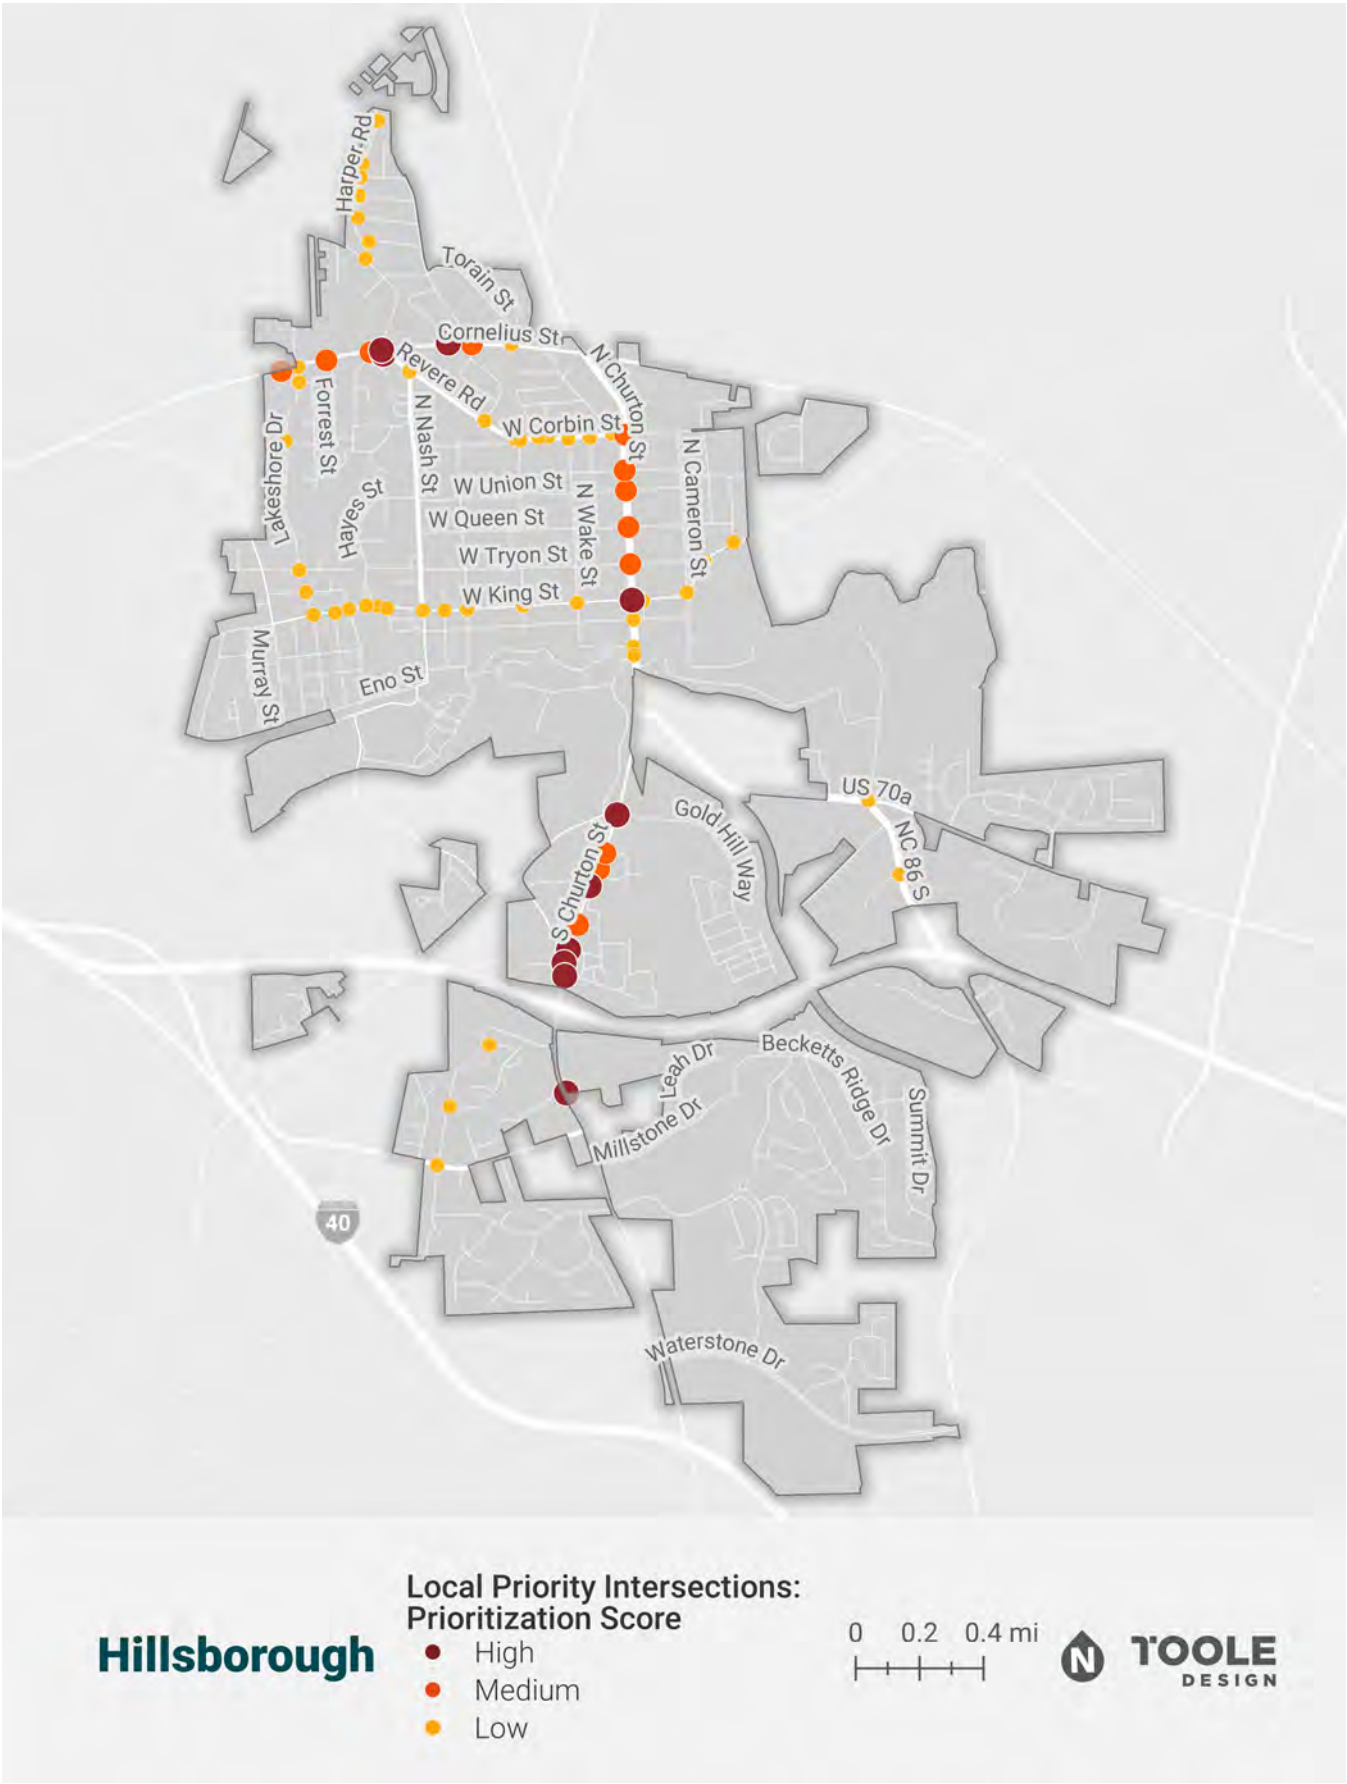 Harper Rd
Torain St
Cornelius St
N Churton St
Revere Rd
W Corbin St
Forrest St
N Nash St
Lakeshore Dr
N Cameron St
W Union St
Hayes St
N Wake St
W Queen St
W Tryon St
W King St
Murray St
Eno St
US 70a
Gold Hill Way
NC 86 S
S Churton St
Leah Dr
Becketts Ridge Dr
Millstone Dr
Summit Dr
40
Waterstone Dr
Local Priority Intersections:
Prioritization Score
High
Medium
Low
Hillsborough
0 0.2 0.4 mi
N
TOOLE
DESIGN